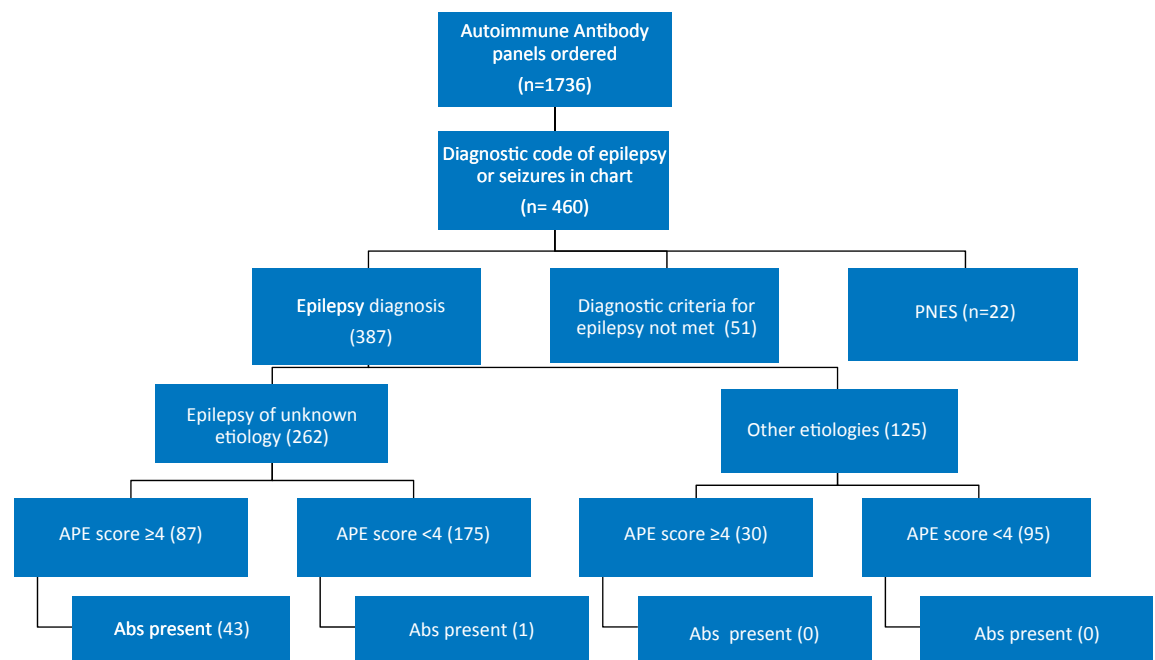 Autoimmune Antibody
panels ordered
(n=1736)
Diagnostic code of epilepsy
or seizures in chart
(n= 460)
Epilepsy diagnosis
(387)
Diagnostic criteria for
epilepsy not met (51)
PNES (n=22)
Epilepsy of unknown
etiology (262)
Other etiologies (125)
APE score ≥4 (87)
APE score <4 (175)
APE score ≥4 (30)
APE score <4 (95)
Abs present (43)
Abs present (1)
Abs present (0)
Abs present (0)